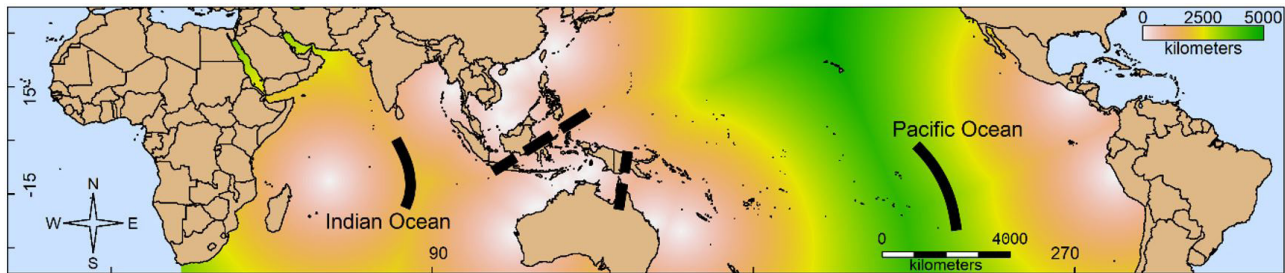 0 2500 5000
kilometers
15
Pacific Ocean
-15
N
W E
S
Indian Ocean
90
0 4000
kilometers
270